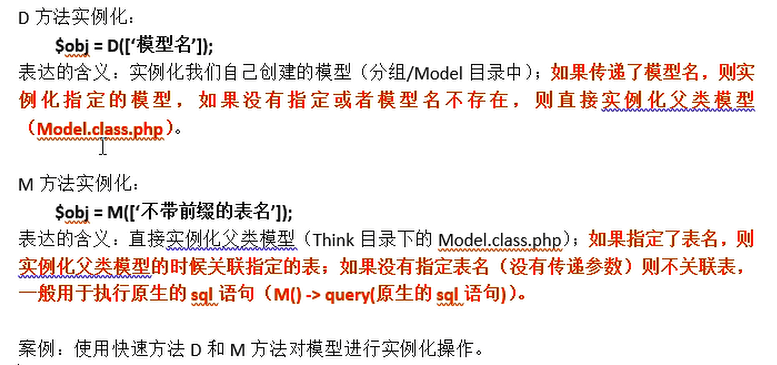 D 方法实例化：
$obj = D(['模型名']);
表达的含义：实例化我们自己创建的模型（分组/Model 目录中）；如果传递了模型名，则实
例化指定的模型，如果没有指定或者模型名不存在，则直接实例化父类模型
（Model.class.php）。
M 方法实例化：
$obj = M(['不带前缀的表名']);
表达的含义：直接实例化父类模型（Think 目录下的 Model.class.php）；如果指定了表名，则
实例化父类模型的时候关联指定的表；如果没有指定表名（没有传递参数）则不关联表，
一般用于执行原生的 sql 语句（M() -> query(原生的 sql 语句)）。
案例：使用快速方法 D 和 M 方法对模型进行实例化操作。